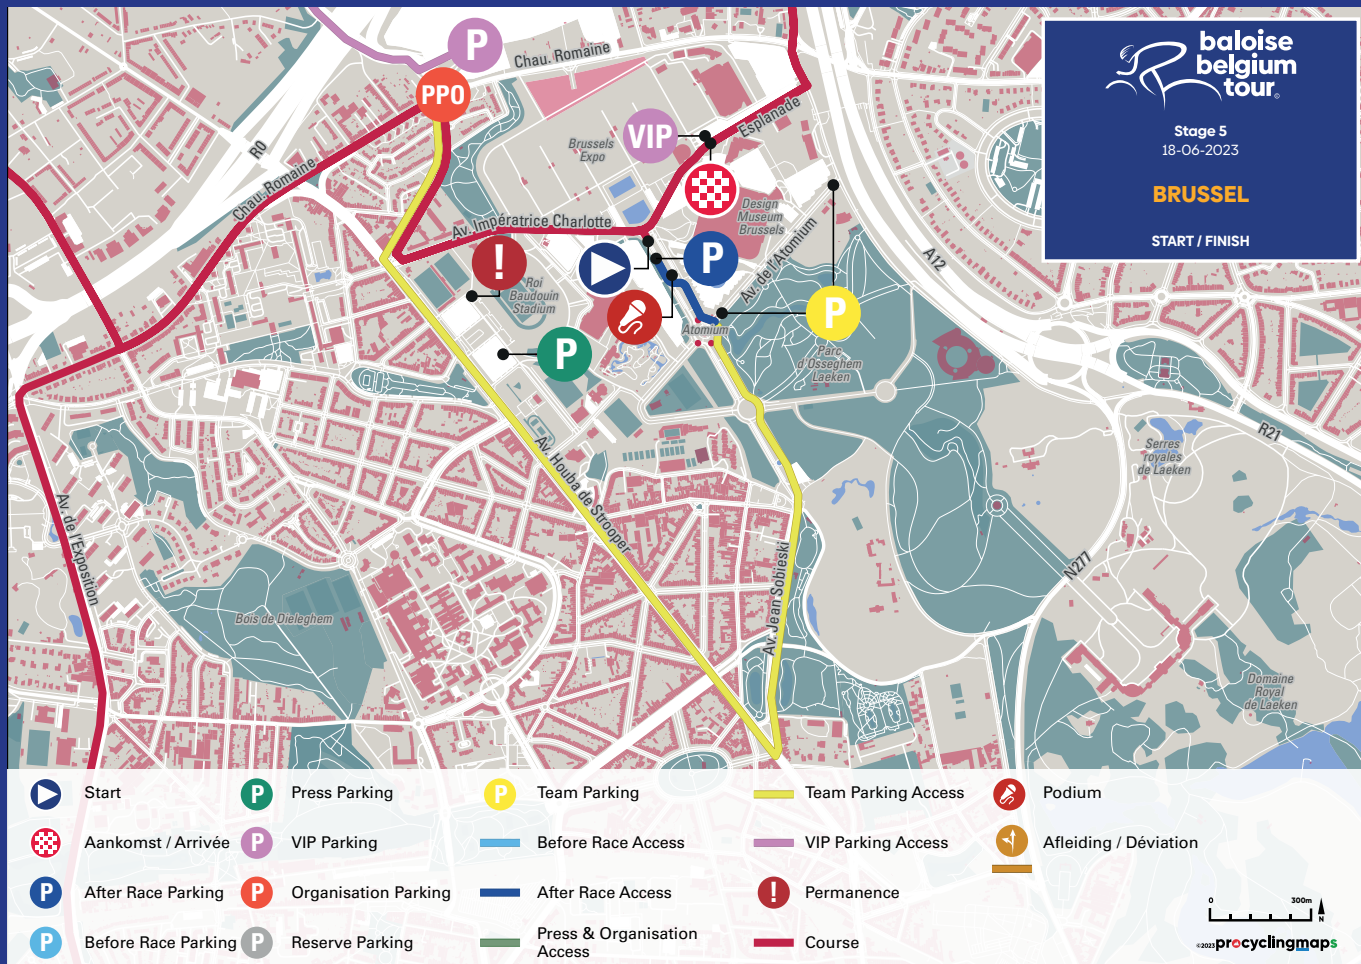 baloise
belgium
tour
Stage 5
18-06-2023
BRUSSEL
START / FINISH
P
PPO
Chau. Romaine
R0
Chau. Romaine
Brussels
Expo
VIP
Esplanade
Design
Museum
Brussels
Av. Impératrice Charlotte
!
Roi
Baudouin
Stadium
P
Av. de l'Atomium
A12
P
Atomium
P
Parc
d'Osseghem
Laeken
R21
Serres
royales
de Laeken
Av. Houba de Strooper
Av. de l'Exposition
Av. Jean Sobieski
N277
Bois de Dieleghem
Domaine
Royal
de Laeken
Start
P Press Parking
P Team Parking
Team Parking Access
Podium
Aankomst / Arrivée
P VIP Parking
Before Race Access
VIP Parking Access
Afleiding / Déviation
P After Race Parking
P Organisation Parking
After Race Access
! Permanence
P Before Race Parking
P Reserve Parking
Press & Organisation
Access
Course
0 300m
N
©2023 procyclingmaps